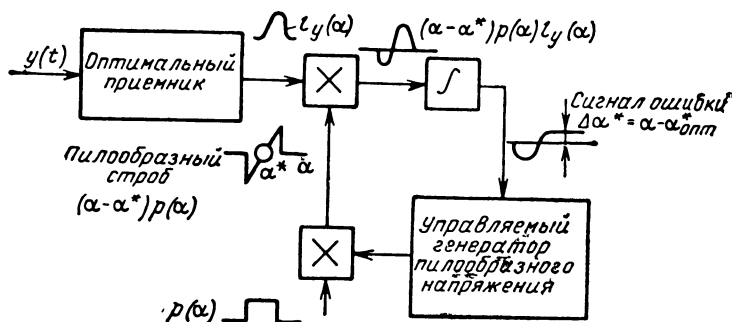 l_y(α)
(α-α*)p(α)l_y(α)
y(t)
Оптимальный
приемник
×
∫
Сигнал ошибки
Δα* = α-α*опт
Пилообразный
строб
(α-α*)p(α)
α* α
×
Управляемый
генератор
пилообразного
напряжения
p(α)